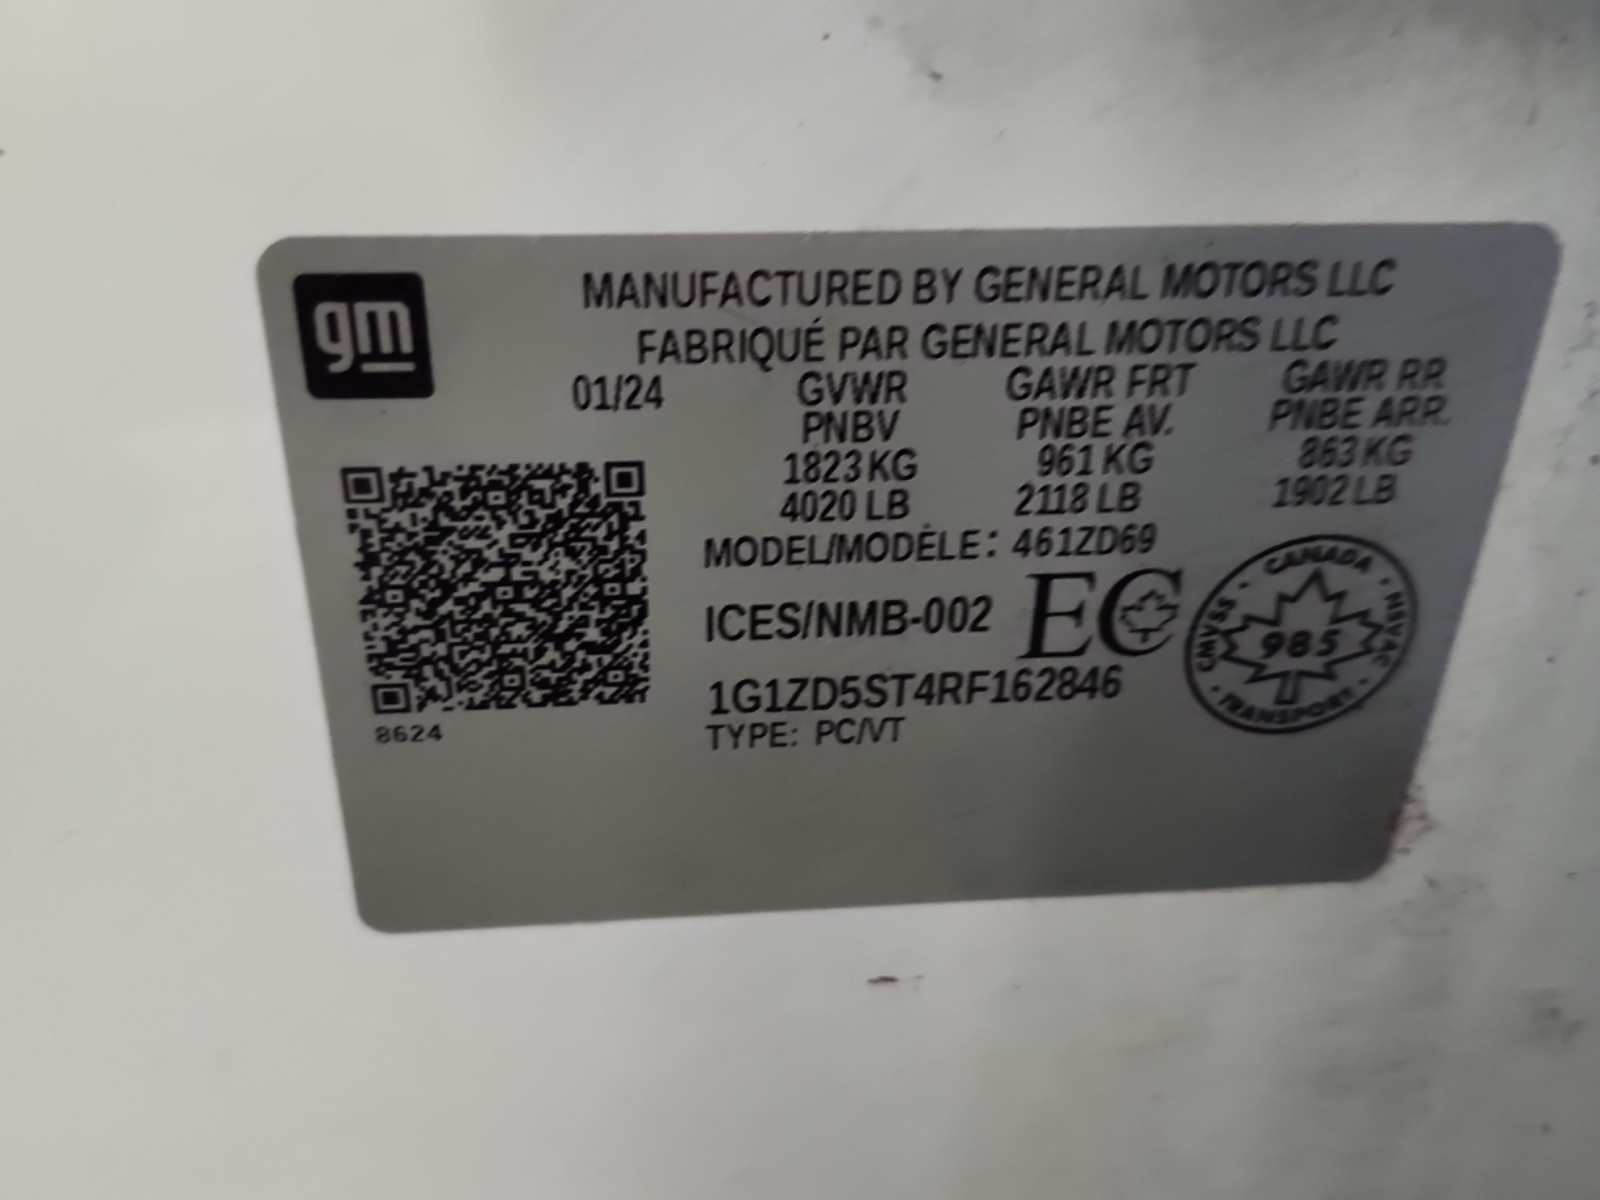 gm
MANUFACTURED BY GENERAL MOTORS LLC
FABRIQUÉ PAR GENERAL MOTORS LLC
01/24 GVWR GAWR FRT GAWR RR
PNBV PNBE AV. PNBE ARR.
1823 KG 961 KG 863 KG
4020 LB 2118 LB 1902 LB
MODEL/MODÈLE: 461ZD69
ICES/NMB-002 EC
1G1ZD5ST4RF162846
TYPE: PC/VT
8624
CANADA · NSVAC · TRANSPORT · CMVSS ·
985